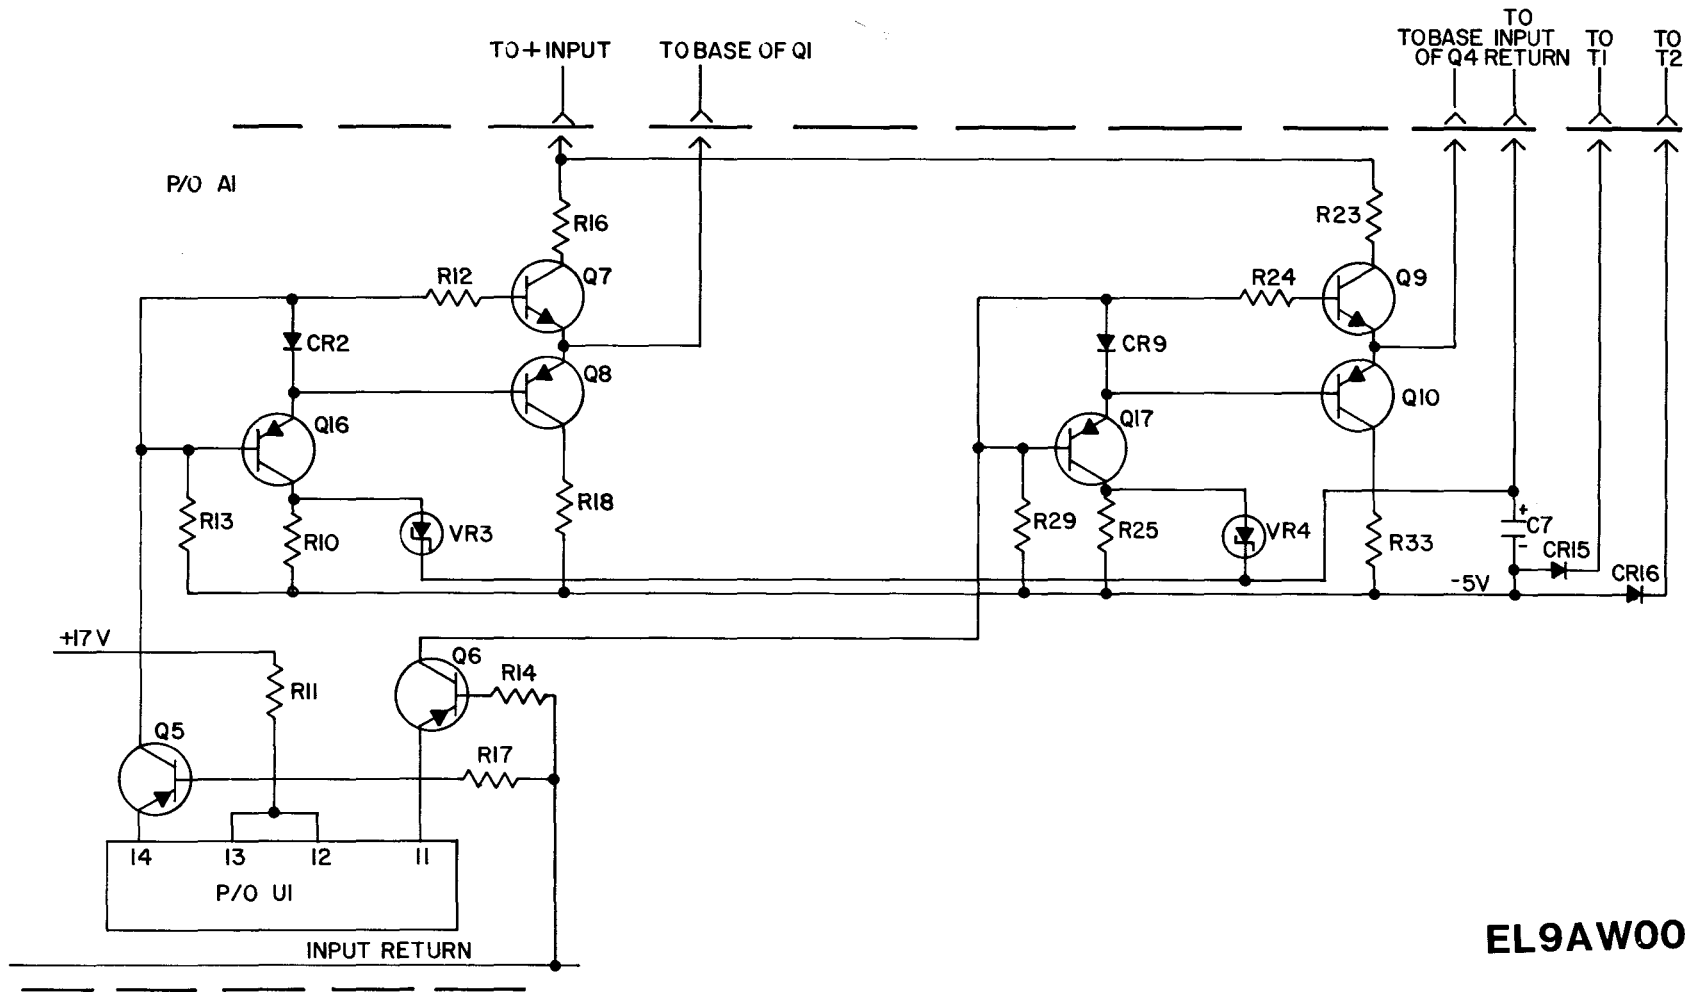 TO + INPUT
TO BASE OF Q1
TO BASE OF Q4
TO INPUT RETURN
TO T1
TO T2
P/O A1
R16
R23
R12
Q7
R24
Q9
CR2
CR9
Q8
Q10
Q16
Q17
R13
R10
VR3
R18
R29
R25
VR4
R33
+
C7
-
CR15
CR16
-5V
+17V
R11
Q6
R14
Q5
R17
14
13
12
11
P/O U1
INPUT RETURN
EL9AW00